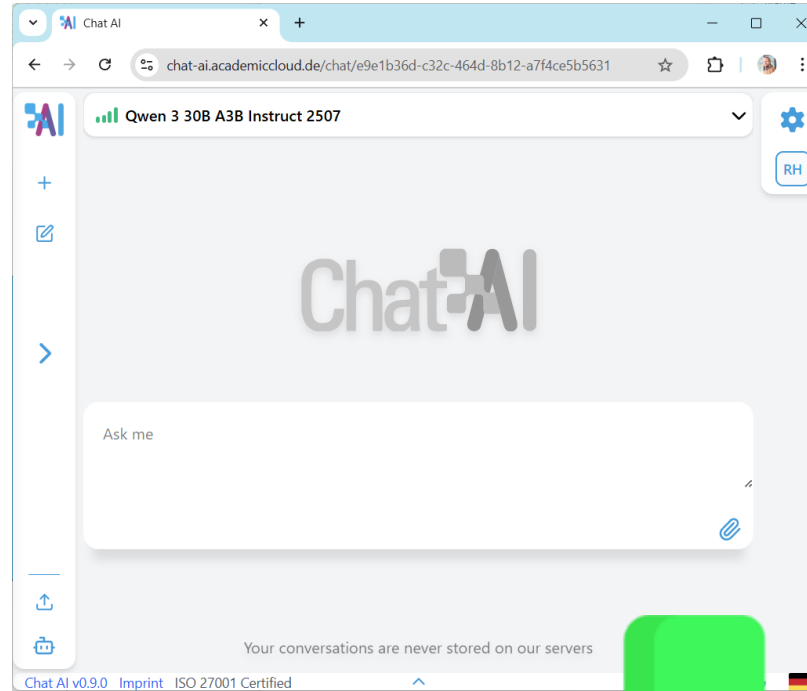 Chat AI
chat-ai.academiccloud.de/chat/e9e1b36d-c32c-464d-8b12-a7f4ce5b5631
AI
Qwen 3 30B A3B Instruct 2507
RH
Chat AI
Ask me
Your conversations are never stored on our servers
Chat AI v0.9.0 Imprint ISO 27001 Certified